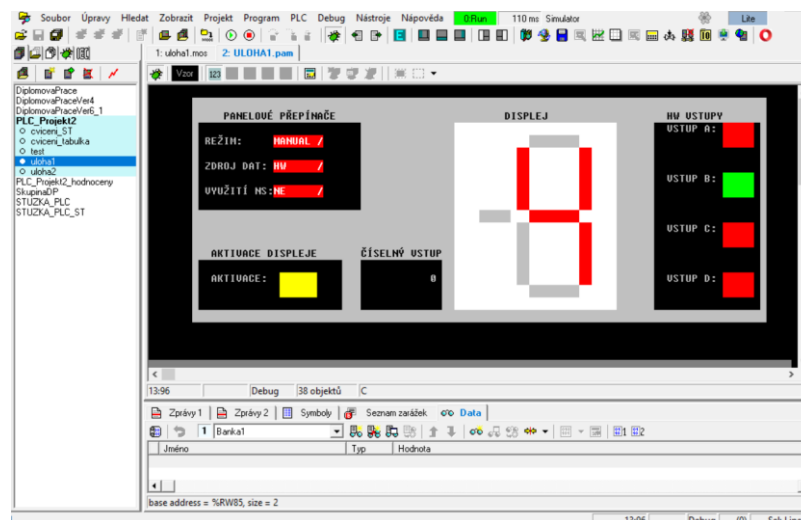 Soubor Úpravy Hledat Zobrazit Projekt Program PLC Debug Nástroje Nápověda 0:Run 110 ms Simulator Lite
1: uloha1.mos 2: ULOHA1.pam
Vzor 123
DiplomovaPrace
DiplomovaPraceVer4
DiplomovaPraceVer6_1
PLC_Projekt2
cviceni_ST
cviceni_tabulka
test
uloha1
uloha2
PLC_Projekt2_hodnoceny
SkupinaDP
STUZKA_PLC
STUZKA_PLC_ST
PANELOVÉ PŘEPÍNAČE
REŽIM: MANUAL /
ZDROJ DAT: HW /
VYUŽITÍ NS: NE /
AKTIVACE DISPLEJE
AKTIVACE:
ČÍSELNÝ VSTUP
0
DISPLEJ
HW VSTUPY
VSTUP A:
VSTUP B:
VSTUP C:
VSTUP D:
13:96 Debug 38 objektů C
Zprávy 1 Zprávy 2 Symboly Seznam zarážek Data
1 Banka1
Jméno Typ Hodnota
base address = %RW85, size = 2